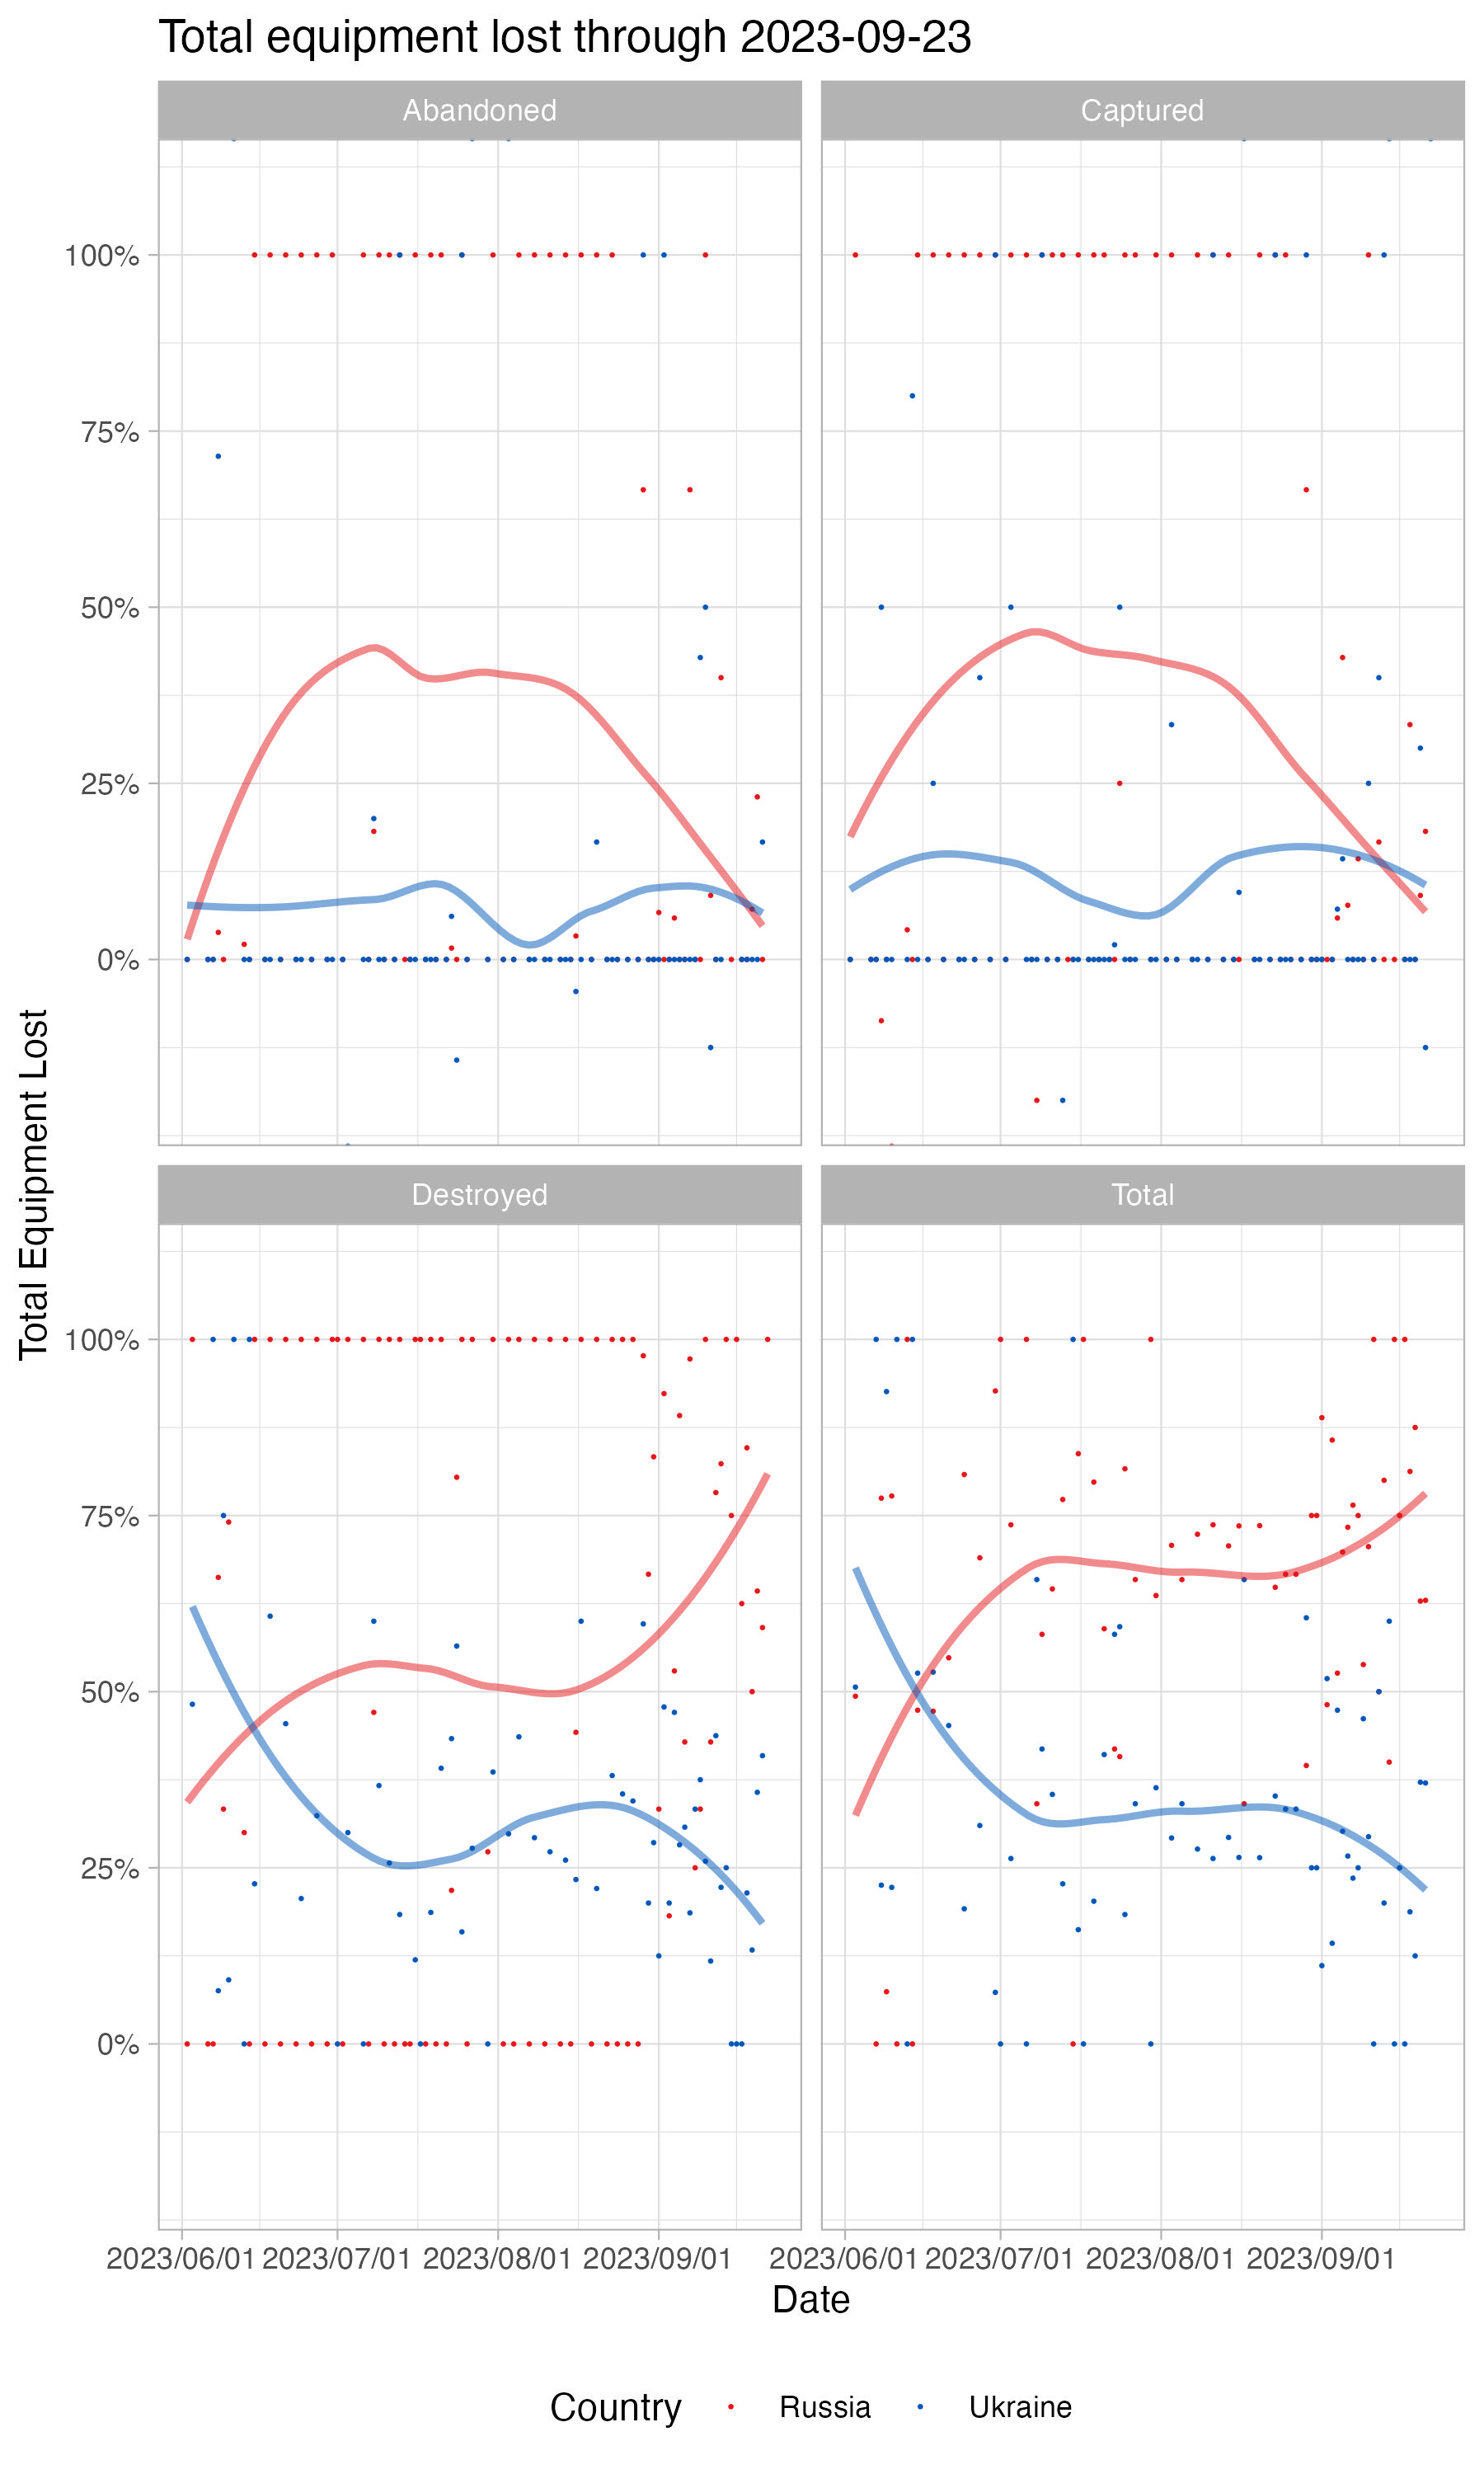 Total equipment lost through 2023-09-23
Abandoned
Captured
100%
75%
50%
25%
0%
Total Equipment Lost
Destroyed
Total
100%
75%
50%
25%
0%
2023/06/01 2023/07/01 2023/08/01 2023/09/01
2023/06/01 2023/07/01 2023/08/01 2023/09/01
Date
Country Russia Ukraine